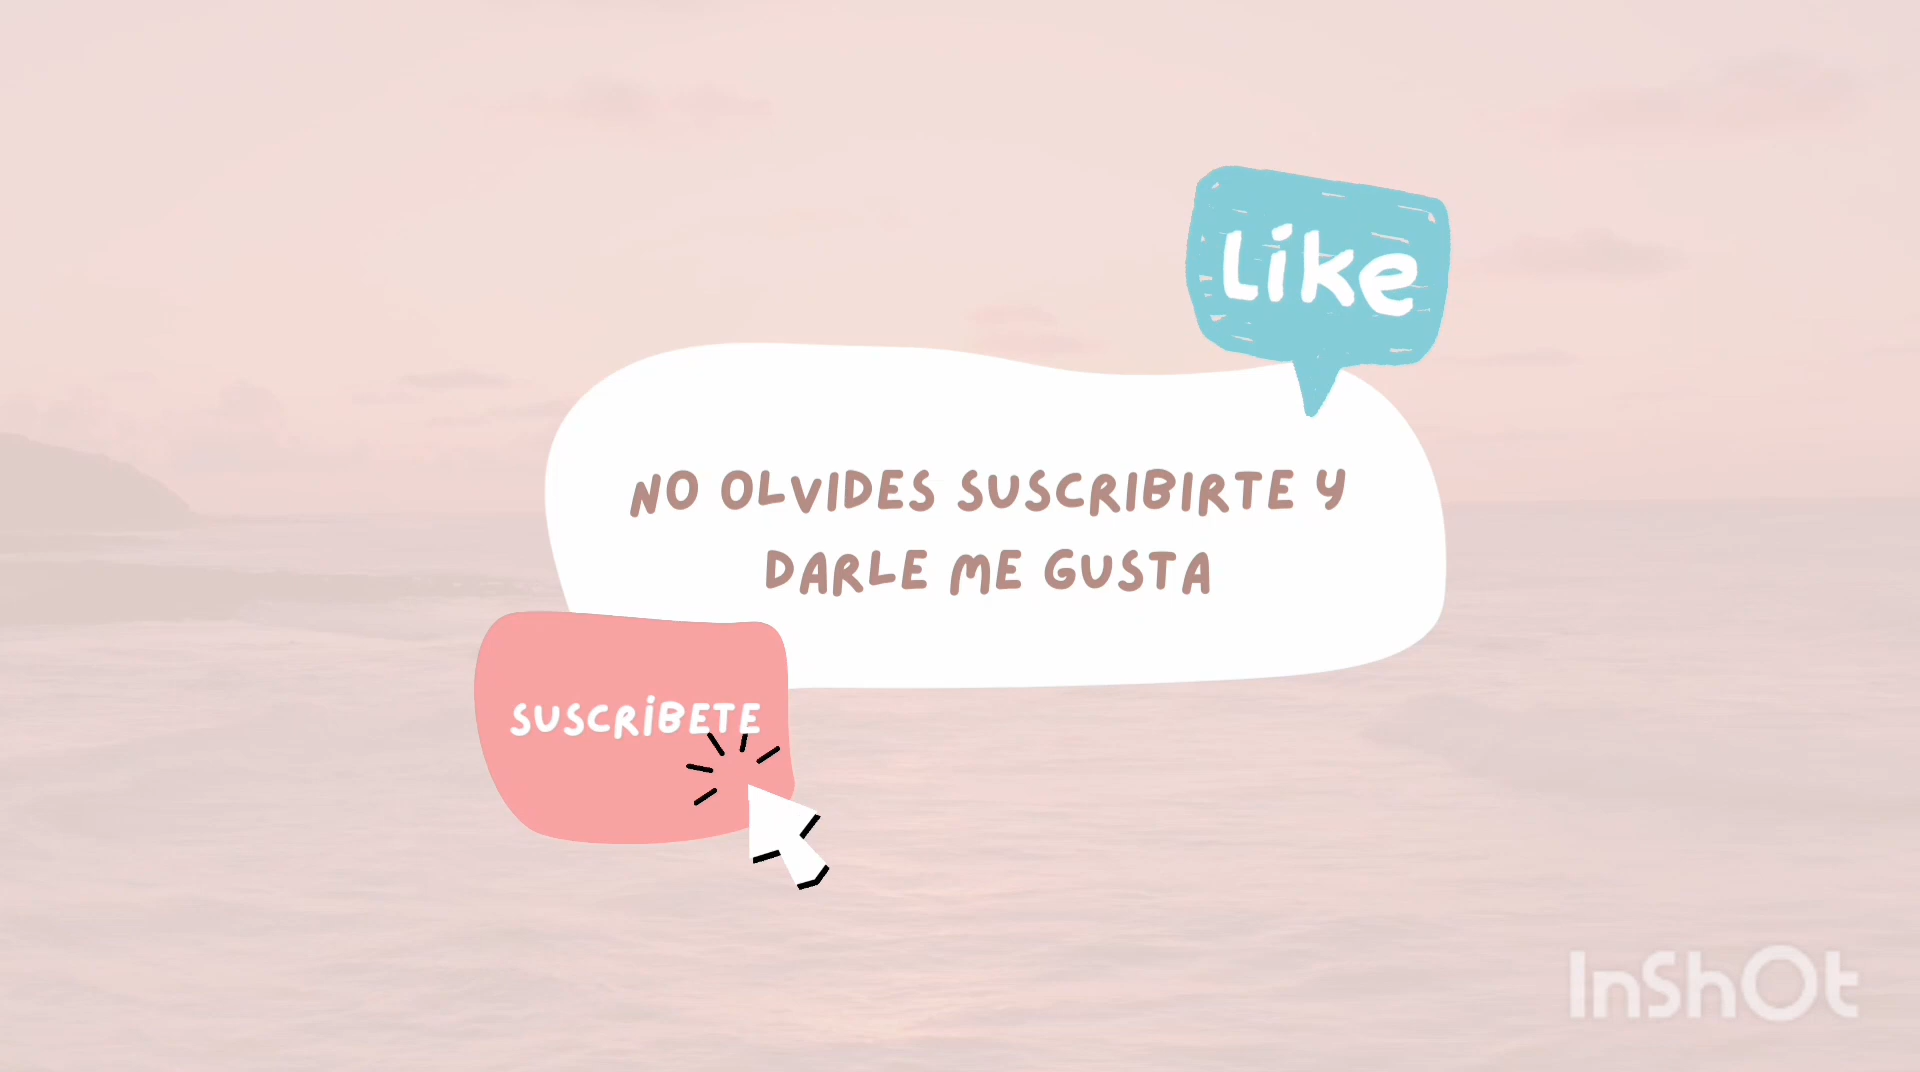 Like
NO OLVIDES SUSCRIBIRTE Y
DARLE ME GUSTA
SUSCRIBETE
InShOt